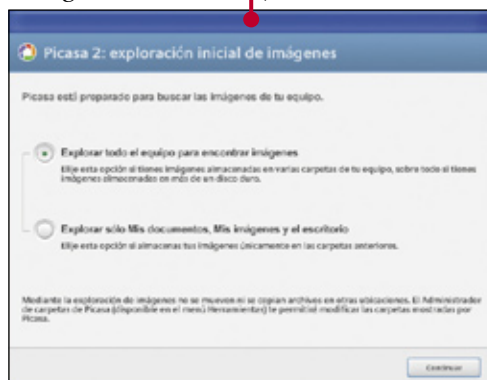 Picasa 2: exploración inicial de imágenes
Picasa está preparado para buscar las imágenes de tu equipo.
Explorar todo el equipo para encontrar imágenes
Elije esta opción si tienes imágenes almacenadas en varias carpetas de tu equipo, sobre todo si tienes
imágenes almacenadas en más de un disco duro.
Explorar sólo Mis documentos, Mis imágenes y el escritorio
Elije esta opción si almacenas tus imágenes únicamente en las carpetas anteriores.
Mediante la exploración de imágenes no se mueven ni se copian archivos en otras ubicaciones. El Administrador
de carpetas de Picasa (disponible en el menú Herramientas) te permitirá modificar las carpetas mostradas por
Picasa.
Continuar